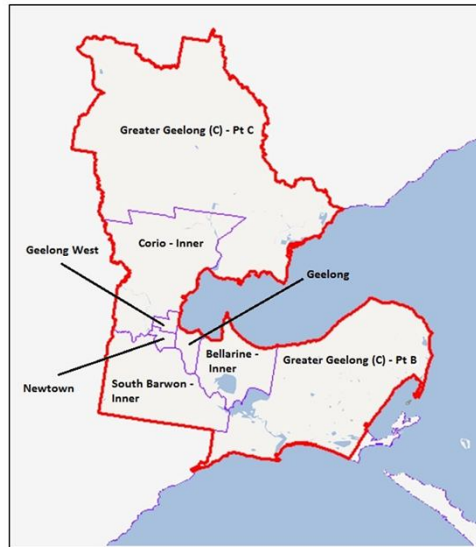 Greater Geelong (C) - Pt C
Corio - Inner
Geelong West
Geelong
Bellarine -
Inner
Greater Geelong (C) - Pt B
Newtown
South Barwon -
Inner